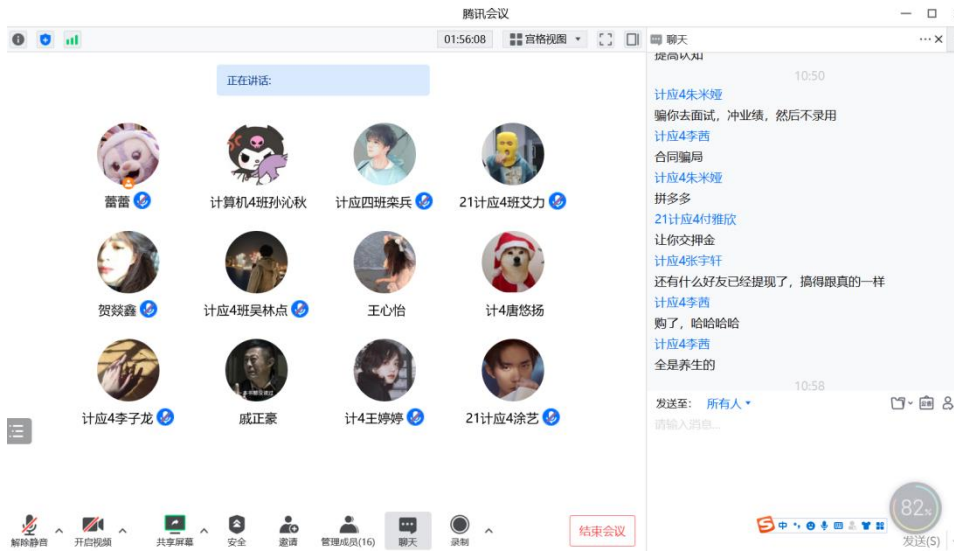 腾讯会议
01:56:08
宫格视图
聊天
正在讲话:
提高认知
10:50
计应4朱米娅
骗你去面试，冲业绩，然后不录用
计应4李茜
合同骗局
计应4朱米娅
拼多多
21计应4付雅欣
让你交押金
计应4张宇轩
还有什么好友已经提现了，搞得跟真的一样
计应4李茜
购了，哈哈哈哈
计应4李茜
全是养生的
10:58
蕾蕾
计算机4班孙沁秋
计应四班栾兵
21计应4班艾力
贺燚鑫
计应4班吴林点
王心怡
计4唐悠扬
计应4李子龙
戚正豪
计4王婷婷
21计应4涂艺
发送至: 所有人
请输入消息...
解除静音
开启视频
共享屏幕
安全
邀请
管理成员(16)
聊天
录制
结束会议
中
82%
发送(S)